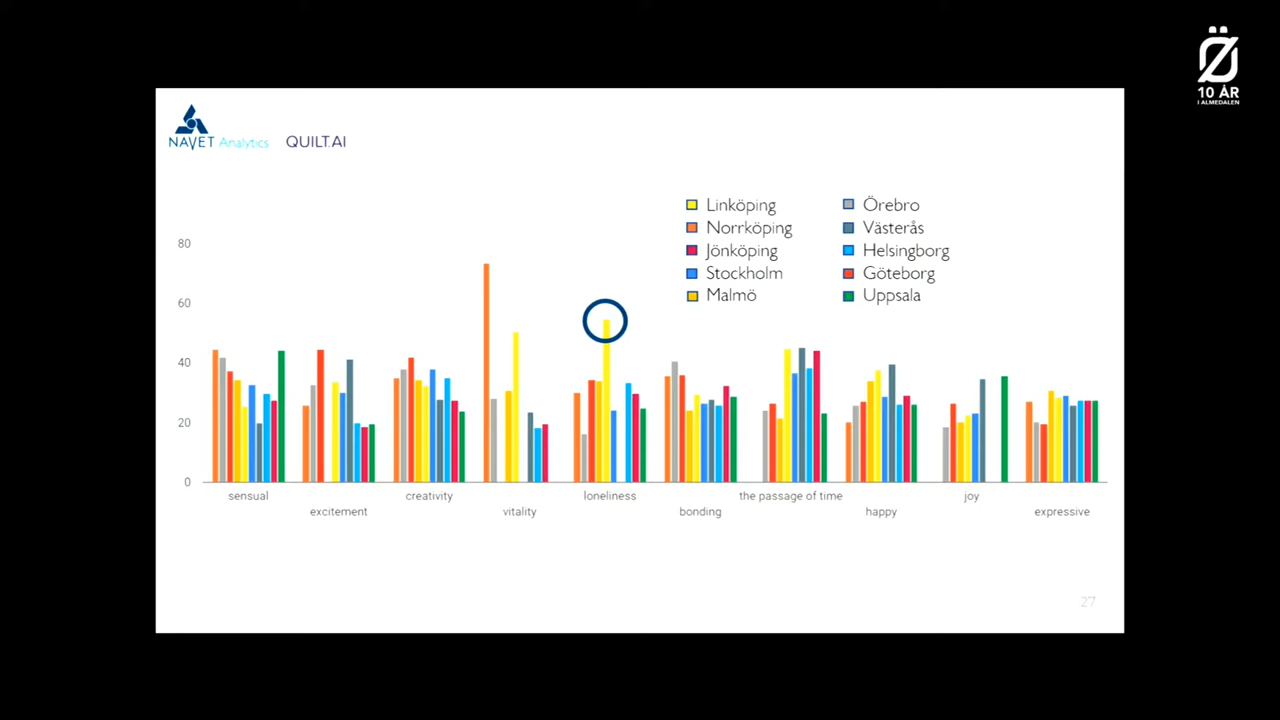 Ö
10 ÅR
I ALMEDALEN
NAVET Analytics QUILT.AI
Linköping
Norrköping
Jönköping
Stockholm
Malmö
Örebro
Västerås
Helsingborg
Göteborg
Uppsala
80
60
40
20
0
sensual
excitement
creativity
vitality
loneliness
bonding
the passage of time
happy
joy
expressive
27